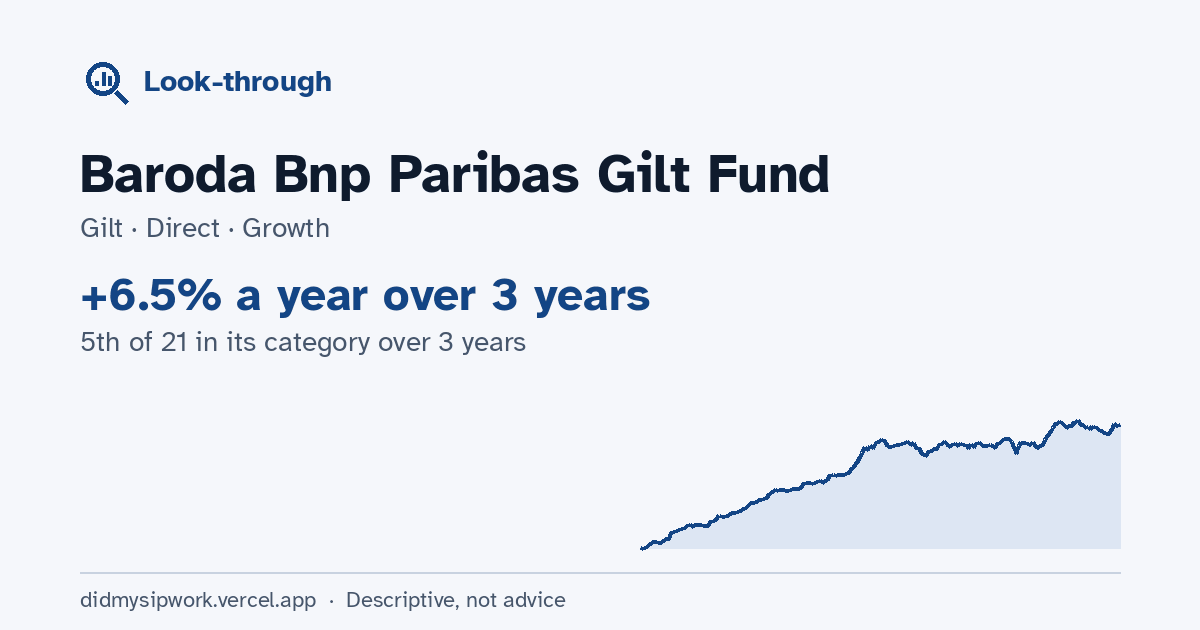 Look-through
Baroda Bnp Paribas Gilt Fund
Gilt · Direct · Growth
+6.5% a year over 3 years
5th of 21 in its category over 3 years
didmysipwork.vercel.app · Descriptive, not advice